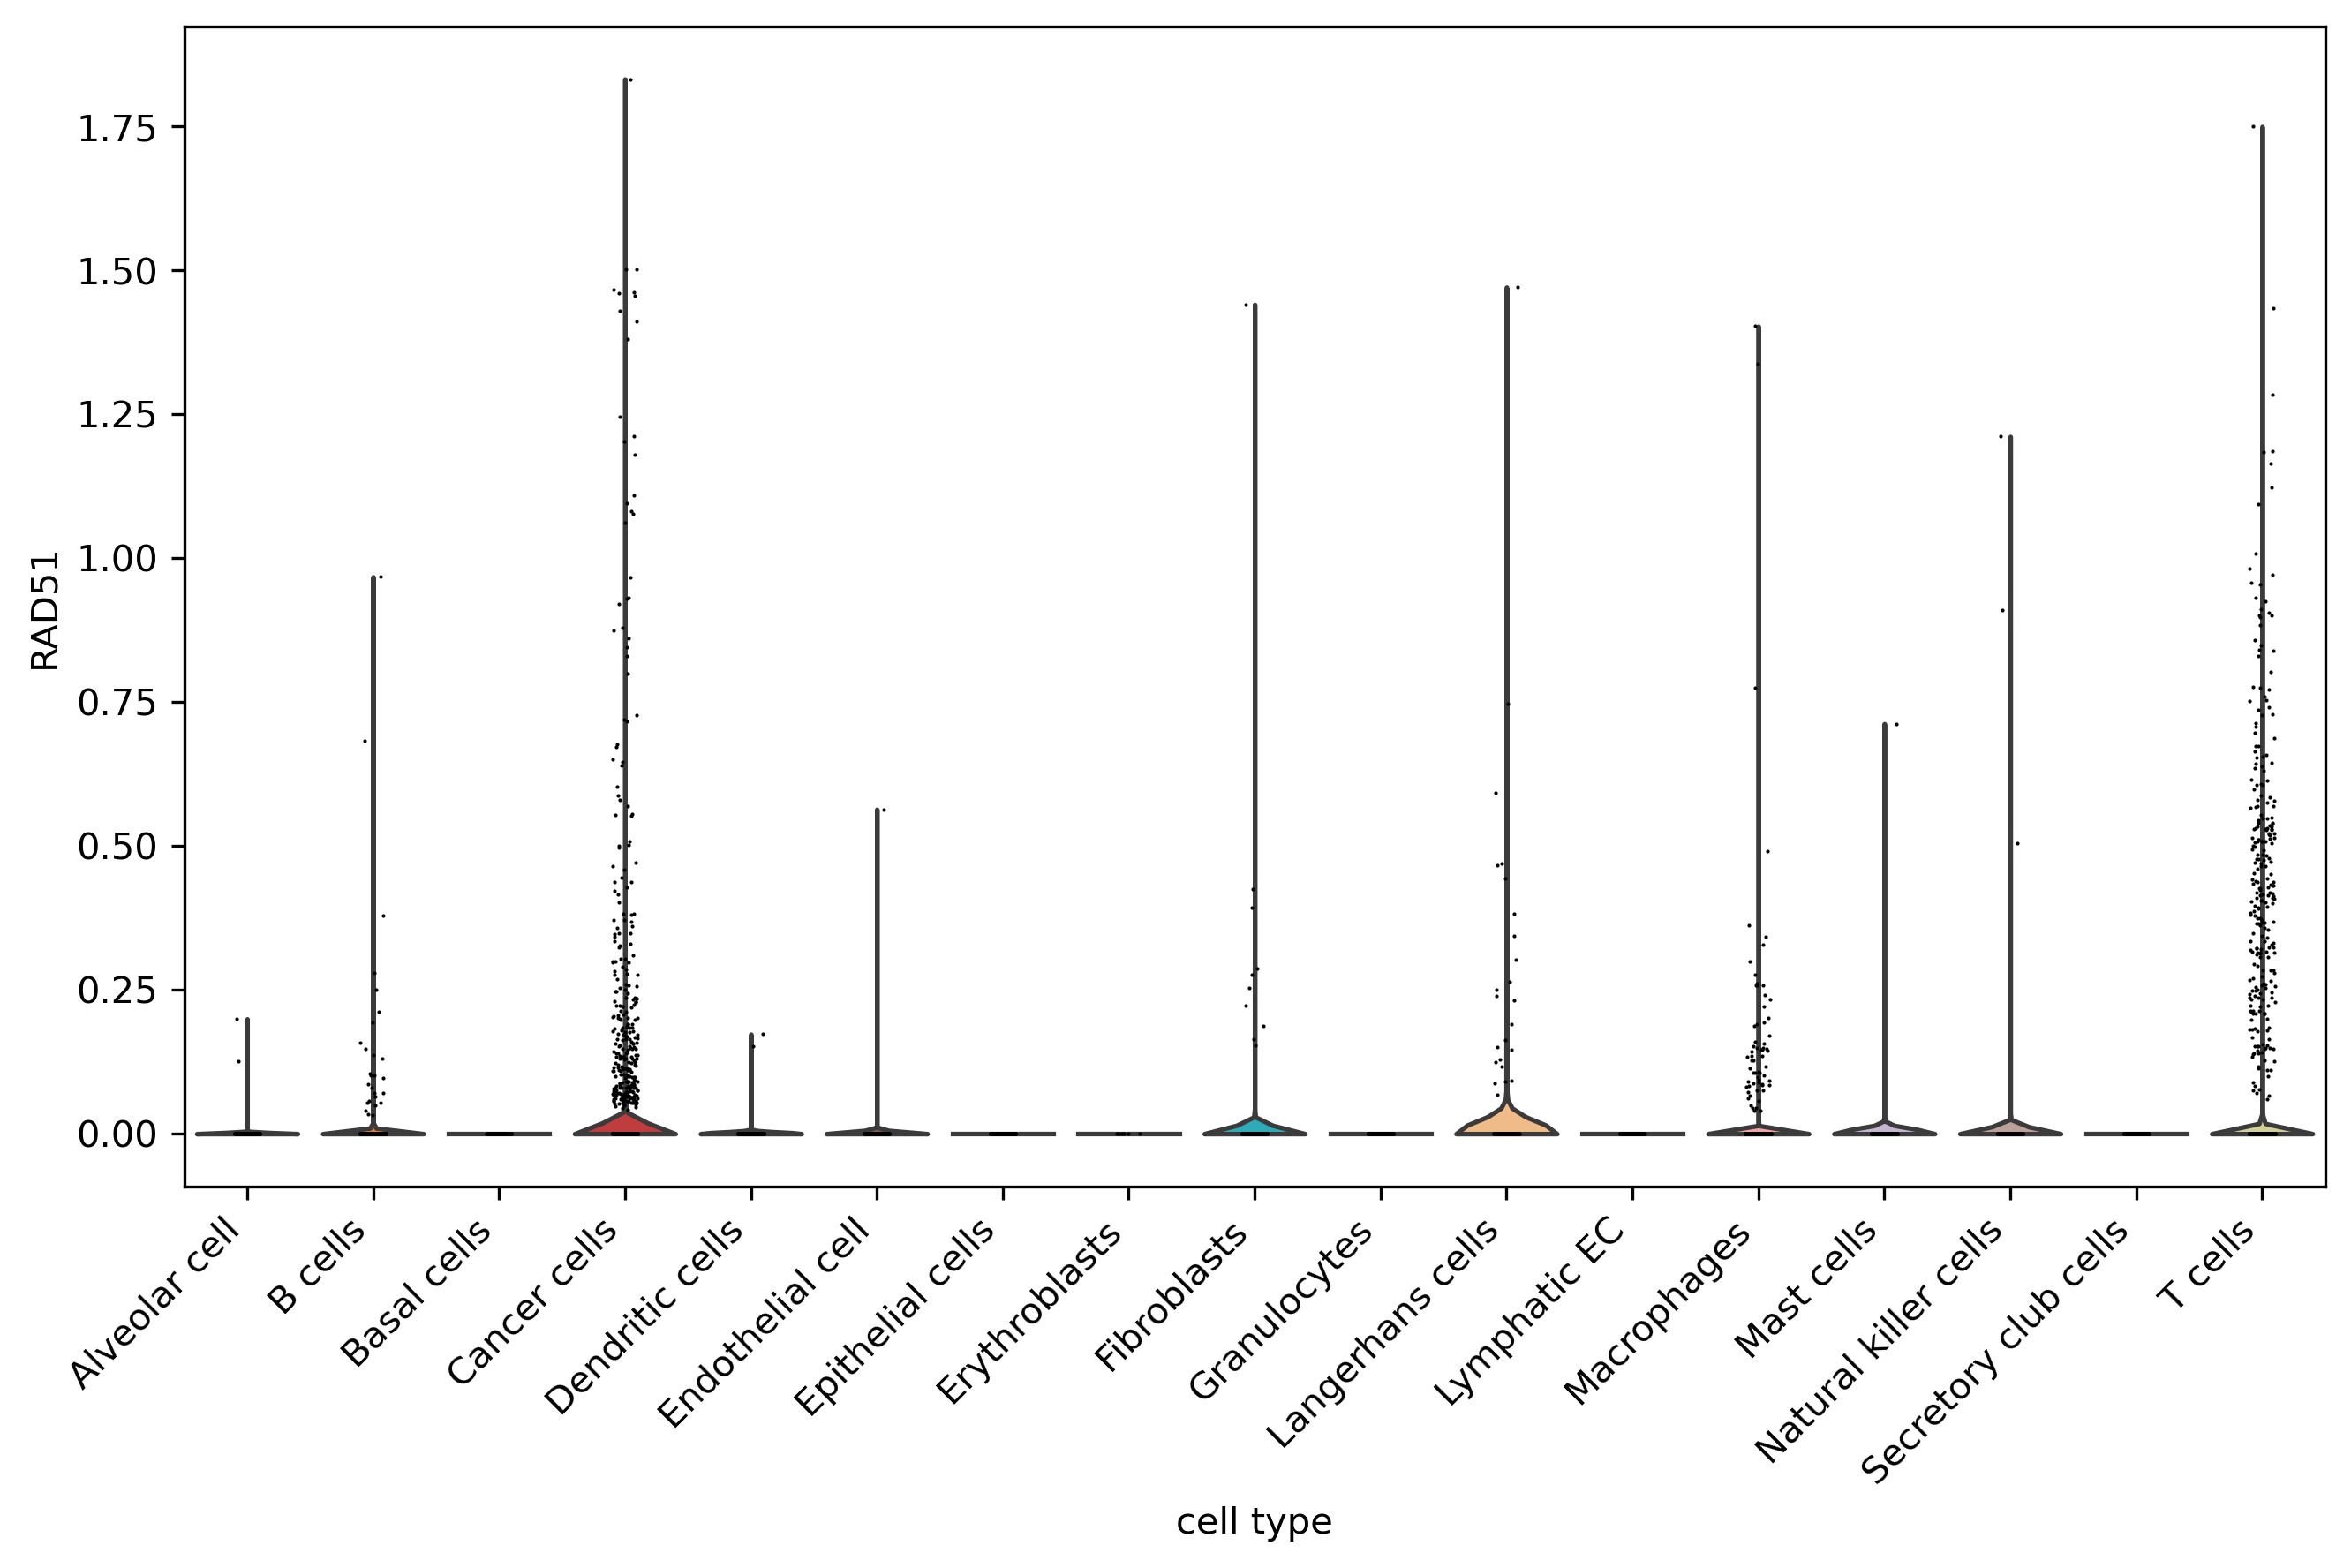 RAD51
1.75
1.50
1.25
1.00
0.75
0.50
0.25
0.00
Alveolar cell
B cells
Basal cells
Cancer cells
Dendritic cells
Endothelial cell
Epithelial cells
Erythroblasts
Fibroblasts
Granulocytes
Langerhans cells
Lymphatic EC
Macrophages
Mast cells
Natural killer cells
Secretory club cells
T cells
cell type